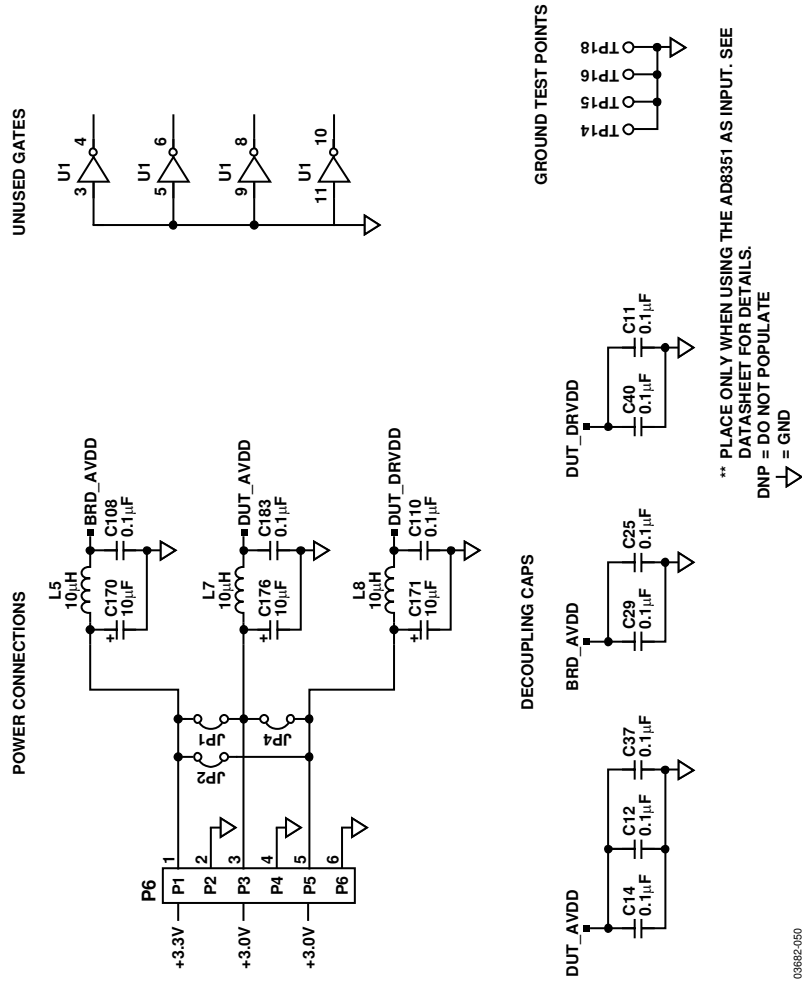 POWER CONNECTIONS
P6
+3.3V
P1
1
P2
2
+3.0V
P3
3
P4
4
+3.0V
P5
5
P6
6
JP2
JP1
JP4
L5
10µH
BRD_AVDD
+
C170
10µF
C108
0.1µF
L7
10µH
DUT_AVDD
+
C176
10µF
C183
0.1µF
L8
10µH
DUT_DRVDD
+
C171
10µF
C110
0.1µF
UNUSED GATES
U1
3
4
U1
5
6
U1
9
8
U1
11
10
DECOUPLING CAPS
DUT_AVDD
C14
0.1µF
C12
0.1µF
C37
0.1µF
BRD_AVDD
C29
0.1µF
C25
0.1µF
DUT_DRVDD
C40
0.1µF
C11
0.1µF
GROUND TEST POINTS
TP14
TP15
TP16
TP18
** PLACE ONLY WHEN USING THE AD8351 AS INPUT. SEE
DATASHEET FOR DETAILS.
DNP = DO NOT POPULATE
= GND
03682-050